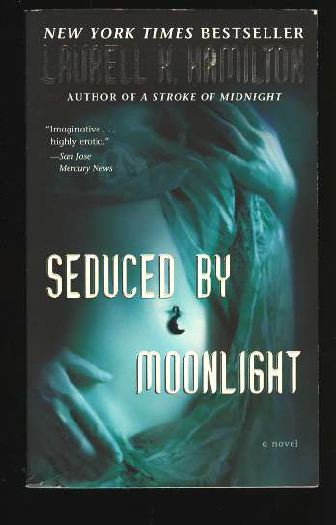 NEW YORK TIMES BESTSELLER
LAURELL K. HAMILTON
AUTHOR OF A STROKE OF MIDNIGHT
"Imaginative . . .
highly erotic."
—San Jose
Mercury News
SEDUCED BY
MOONLIGHT
a novel